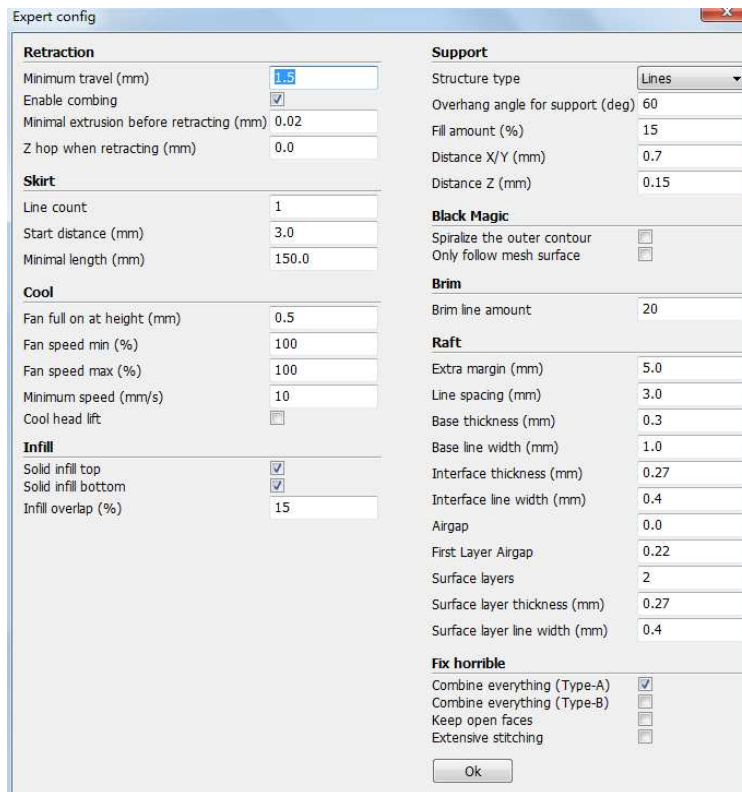 Expert config
Retraction
Minimum travel (mm) 1.5
Enable combing
Minimal extrusion before retracting (mm) 0.02
Z hop when retracting (mm) 0.0
Skirt
Line count 1
Start distance (mm) 3.0
Minimal length (mm) 150.0
Cool
Fan full on at height (mm) 0.5
Fan speed min (%) 100
Fan speed max (%) 100
Minimum speed (mm/s) 10
Cool head lift
Infill
Solid infill top
Solid infill bottom
Infill overlap (%) 15
Support
Structure type Lines
Overhang angle for support (deg) 60
Fill amount (%) 15
Distance X/Y (mm) 0.7
Distance Z (mm) 0.15
Black Magic
Spiralize the outer contour
Only follow mesh surface
Brim
Brim line amount 20
Raft
Extra margin (mm) 5.0
Line spacing (mm) 3.0
Base thickness (mm) 0.3
Base line width (mm) 1.0
Interface thickness (mm) 0.27
Interface line width (mm) 0.4
Airgap 0.0
First Layer Airgap 0.22
Surface layers 2
Surface layer thickness (mm) 0.27
Surface layer line width (mm) 0.4
Fix horrible
Combine everything (Type-A)
Combine everything (Type-B)
Keep open faces
Extensive stitching
Ok